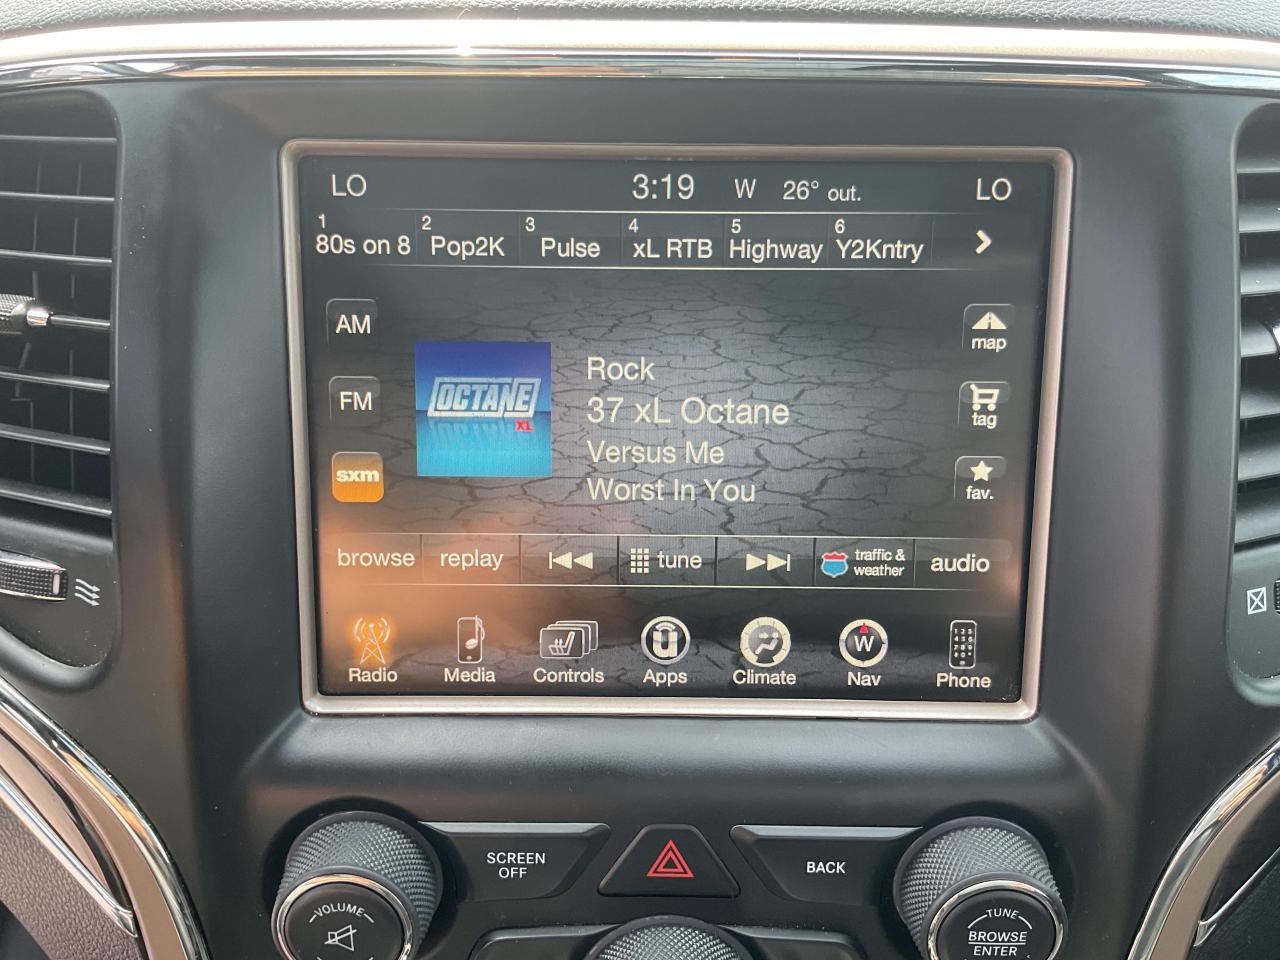 LO 3:19 W 26° out. LO
1 2 3 4 5 6
80s on 8 Pop2K Pulse xL RTB Highway Y2Kntry
AM
FM
sxm
OCTANE
XL
Rock
37 xL Octane
Versus Me
Worst In You
map
tag
fav.
browse replay tune traffic & weather audio
u W
Radio Media Controls Apps Climate Nav Phone
SCREEN
OFF
BACK
VOLUME
TUNE
BROWSE
ENTER